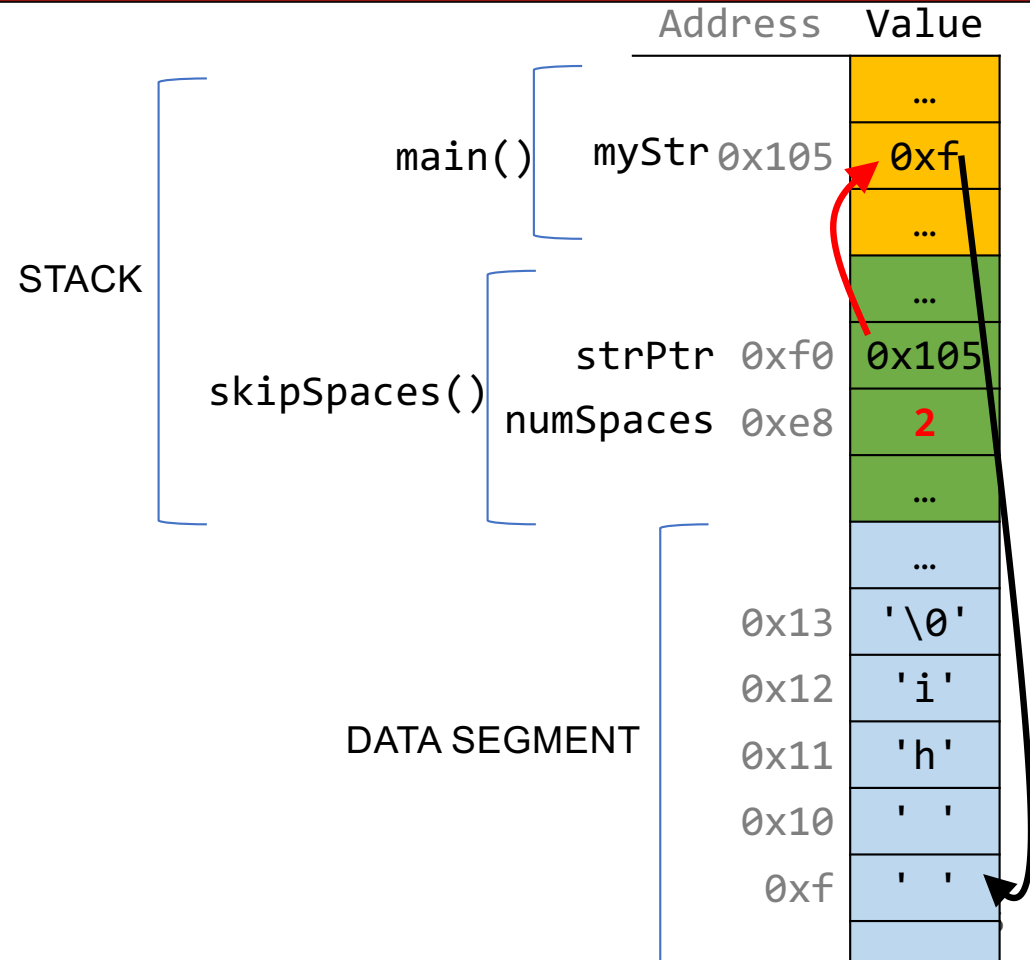 Address Value
…
main() myStr 0x105 0xf
…
STACK
…
strPtr 0xf0 0x105
skipSpaces()
numSpaces 0xe8 2
…
…
0x13 '\0'
0x12 'i'
DATA SEGMENT
0x11 'h'
0x10 ' '
0xf ' '